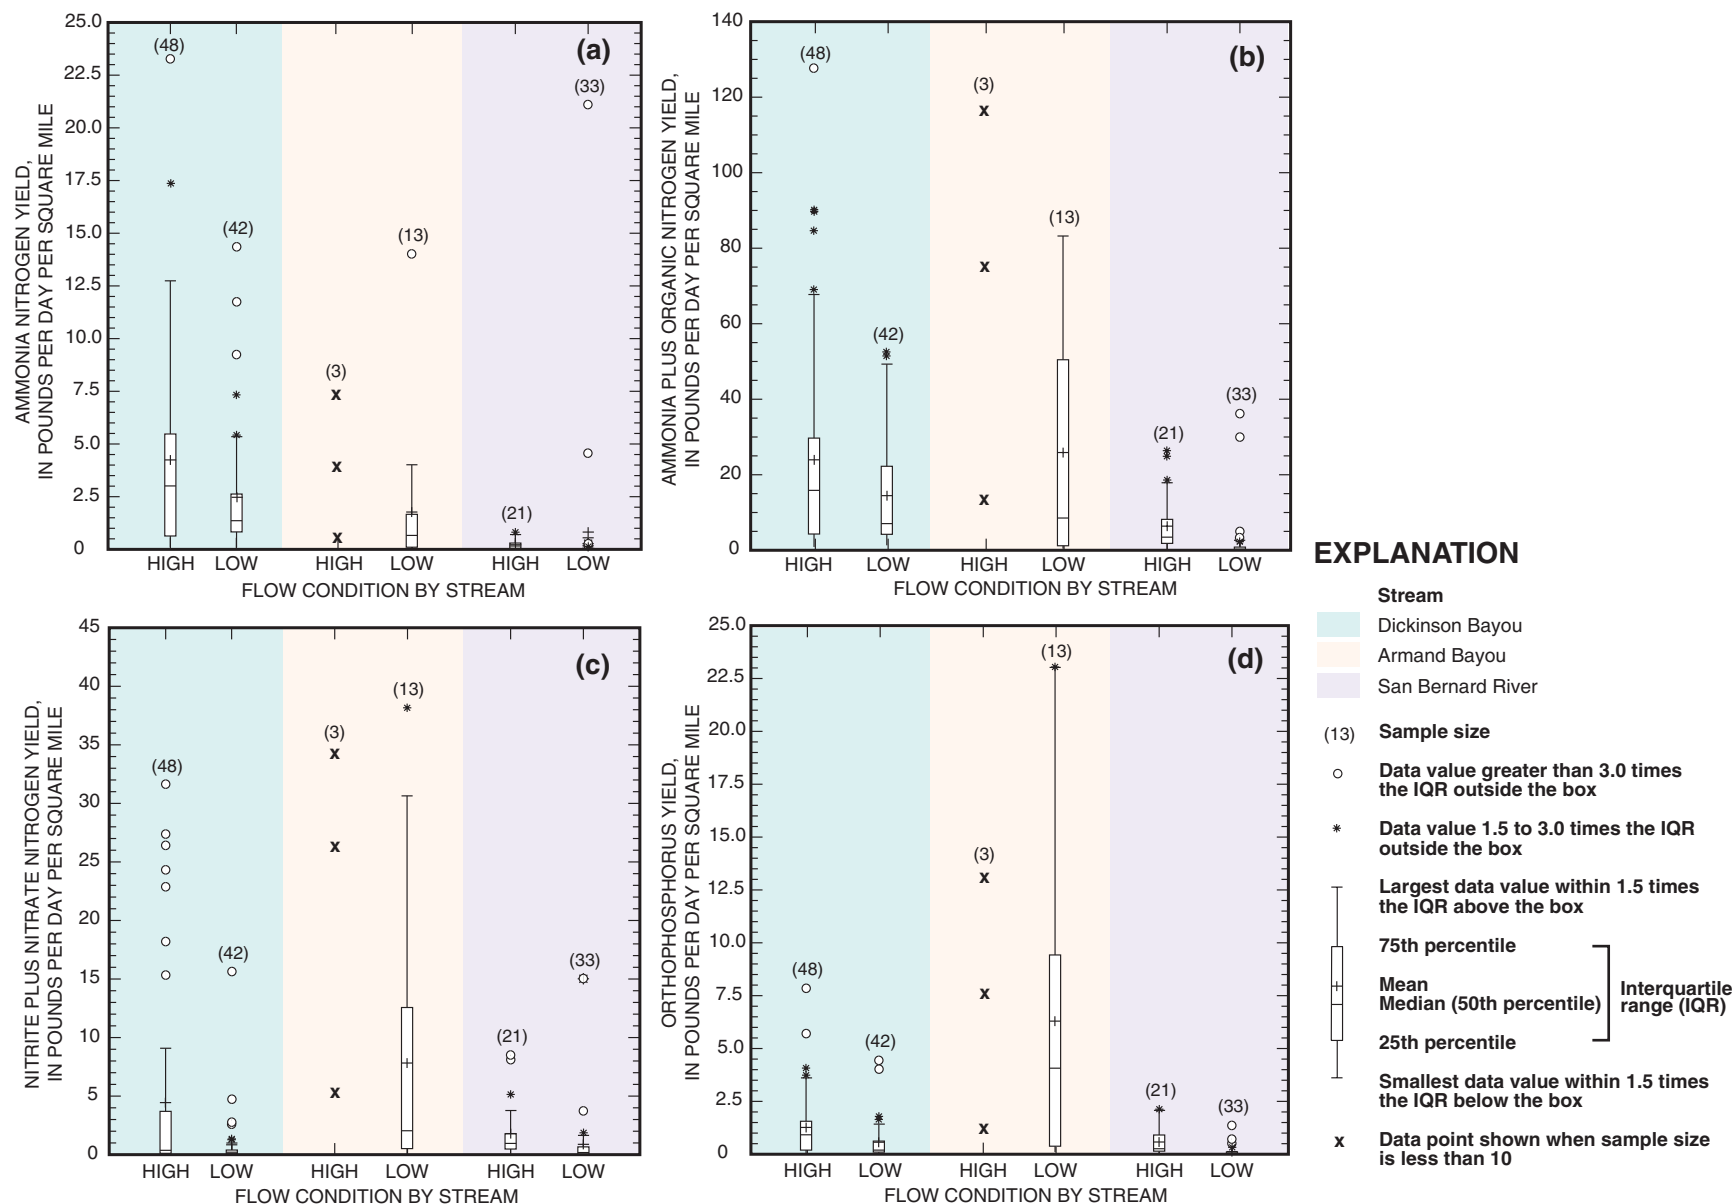 (a)
AMMONIA NITROGEN YIELD,
IN POUNDS PER DAY PER SQUARE MILE
25.0
22.5
20.0
17.5
15.0
12.5
10.0
7.5
5.0
2.5
0
(48)
(42)
(3)
(13)
(21)
(33)
HIGH LOW HIGH LOW HIGH LOW
FLOW CONDITION BY STREAM
(b)
AMMONIA PLUS ORGANIC NITROGEN YIELD,
IN POUNDS PER DAY PER SQUARE MILE
140
120
100
80
60
40
20
0
(48)
(42)
(3)
(13)
(21)
(33)
HIGH LOW HIGH LOW HIGH LOW
FLOW CONDITION BY STREAM
(c)
NITRITE PLUS NITRATE NITROGEN YIELD,
IN POUNDS PER DAY PER SQUARE MILE
45
40
35
30
25
20
15
10
5
0
(48)
(42)
(3)
(13)
(21)
(33)
HIGH LOW HIGH LOW HIGH LOW
FLOW CONDITION BY STREAM
(d)
ORTHOPHOSPHORUS YIELD,
IN POUNDS PER DAY PER SQUARE MILE
25.0
22.5
20.0
17.5
15.0
12.5
10.0
7.5
5.0
2.5
0
(48)
(42)
(3)
(13)
(21)
(33)
HIGH LOW HIGH LOW HIGH LOW
FLOW CONDITION BY STREAM
EXPLANATION
Stream
Dickinson Bayou
Armand Bayou
San Bernard River
(13) Sample size
Data value greater than 3.0 times
the IQR outside the box
Data value 1.5 to 3.0 times the IQR
outside the box
Largest data value within 1.5 times
the IQR above the box
75th percentile
Mean
Median (50th percentile)
Interquartile
range (IQR)
25th percentile
Smallest data value within 1.5 times
the IQR below the box
x Data point shown when sample size
is less than 10